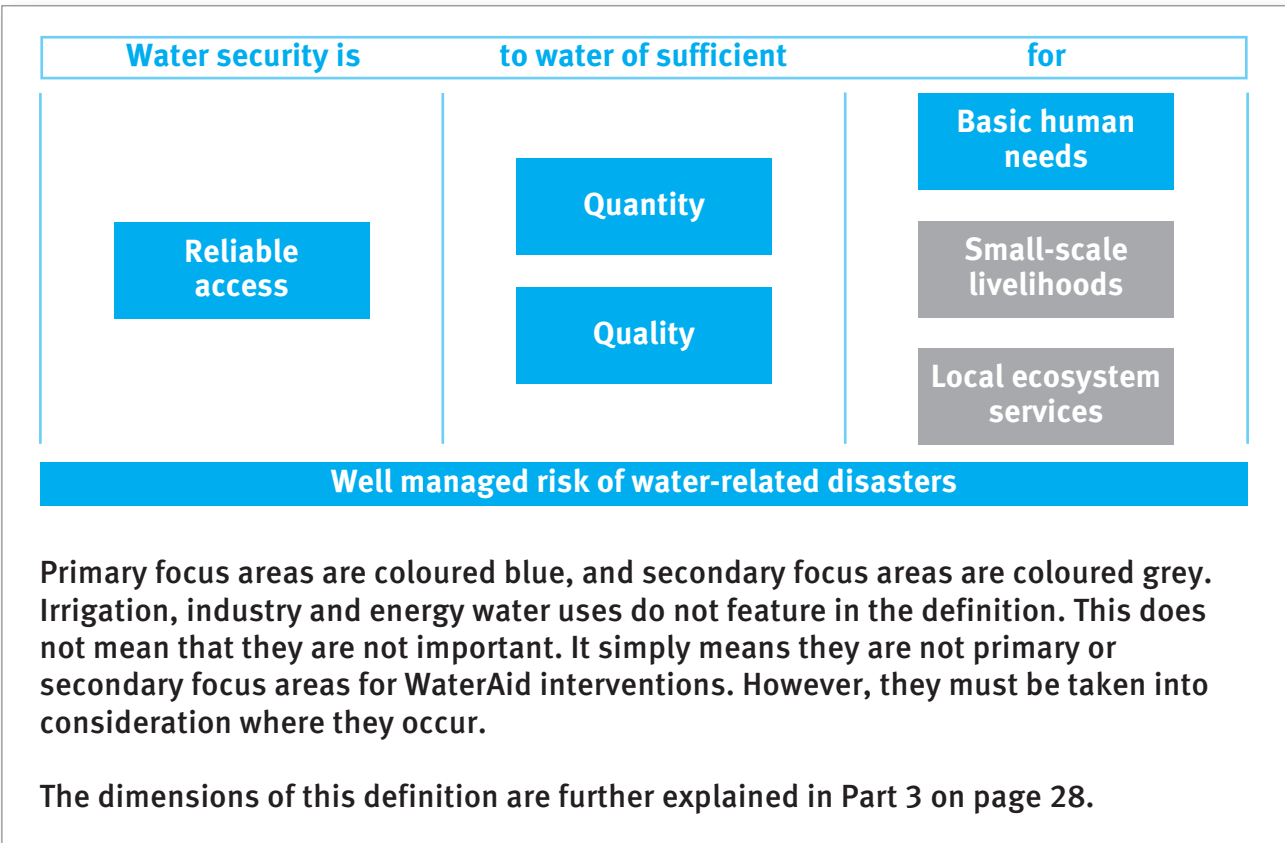 Water security is to water of sufficient for
Reliable
access
Quantity
Quality
Basic human
needs
Small-scale
livelihoods
Local ecosystem
services
Well managed risk of water-related disasters
Primary focus areas are coloured blue, and secondary focus areas are coloured grey.
Irrigation, industry and energy water uses do not feature in the definition. This does
not mean that they are not important. It simply means they are not primary or
secondary focus areas for WaterAid interventions. However, they must be taken into
consideration where they occur.
The dimensions of this definition are further explained in Part 3 on page 28.